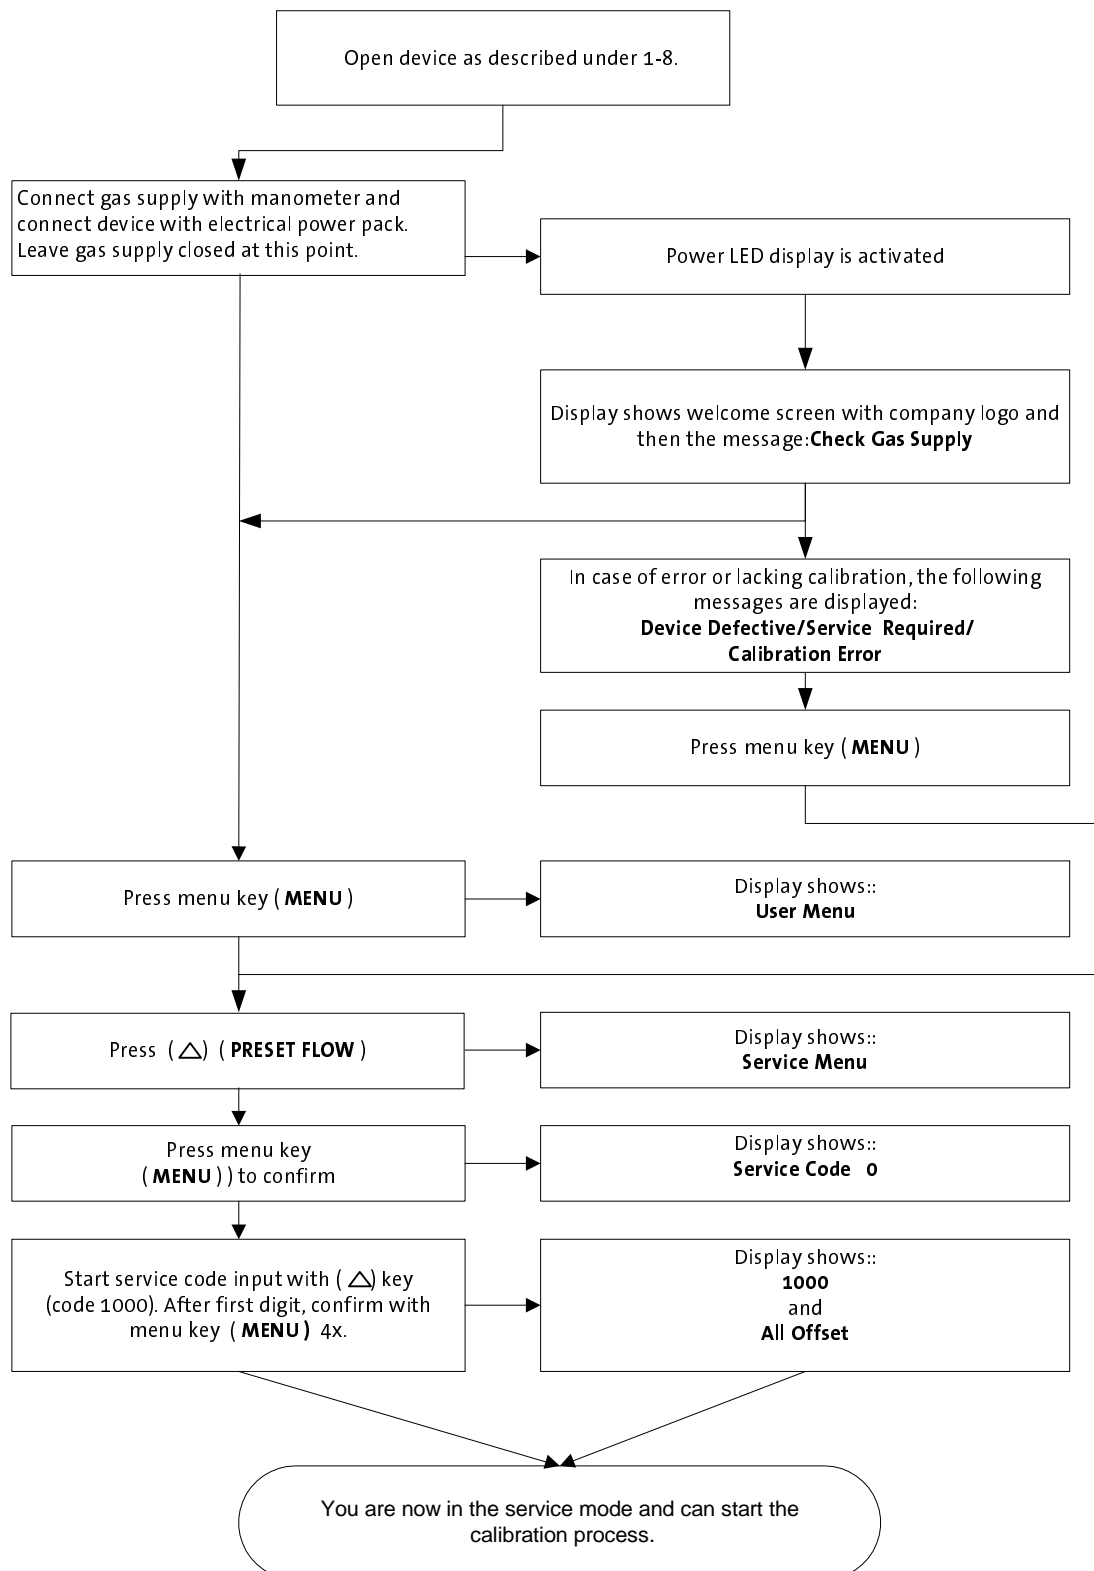 Open device as described under 1-8.
Connect gas supply with manometer and
connect device with electrical power pack.
Leave gas supply closed at this point.
Power LED display is activated
Display shows welcome screen with company logo and
then the message:Check Gas Supply
In case of error or lacking calibration, the following
messages are displayed:
Device Defective/Service Required/
Calibration Error
Press menu key ( MENU )
Press menu key ( MENU )
Display shows::
User Menu
Press ( △ ) ( PRESET FLOW )
Display shows::
Service Menu
Press menu key
( MENU ) ) to confirm
Display shows::
Service Code 0
Start service code input with ( △ ) key
(code 1000). After first digit, confirm with
menu key ( MENU ) 4x.
Display shows::
1000
and
All Offset
You are now in the service mode and can start the
calibration process.